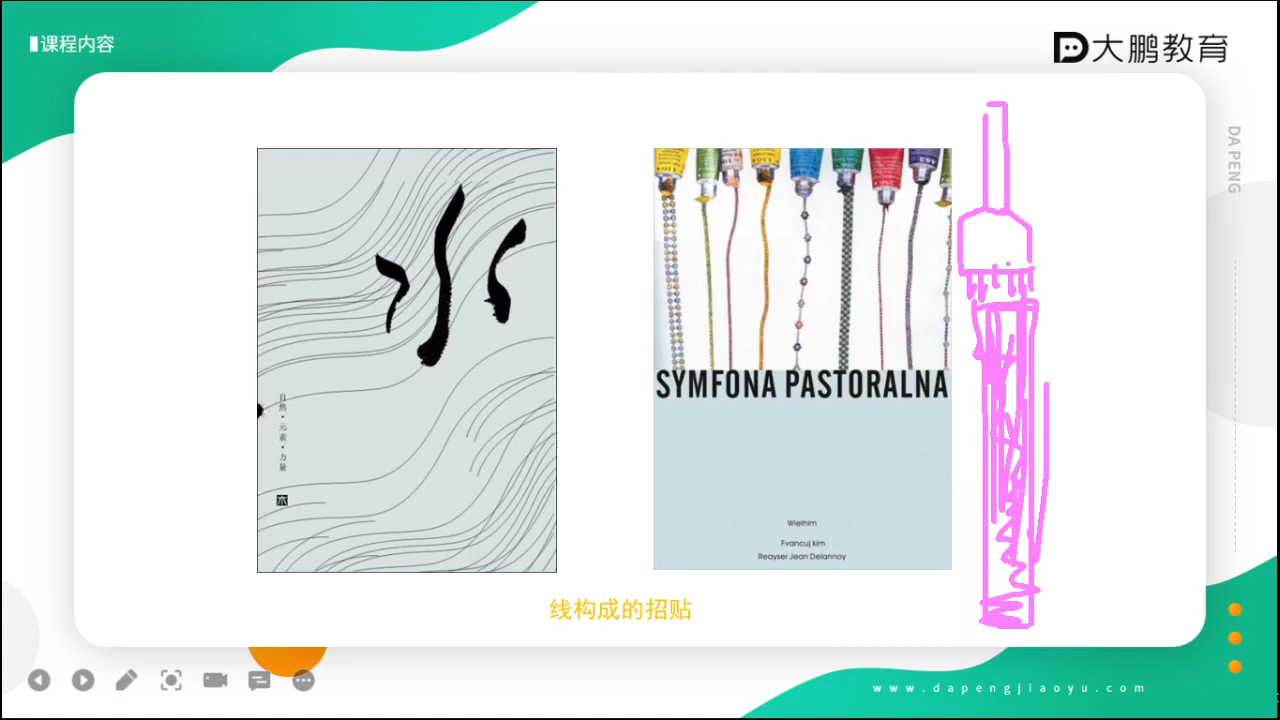 课程内容
大鹏教育
DA PENG
自然·元素·力量
SYMFONA PASTORALNA
Wielhim
Fvancuj kim
Reayser Jean Delannoy
线构成的招贴
www.dapengjiaoyu.com